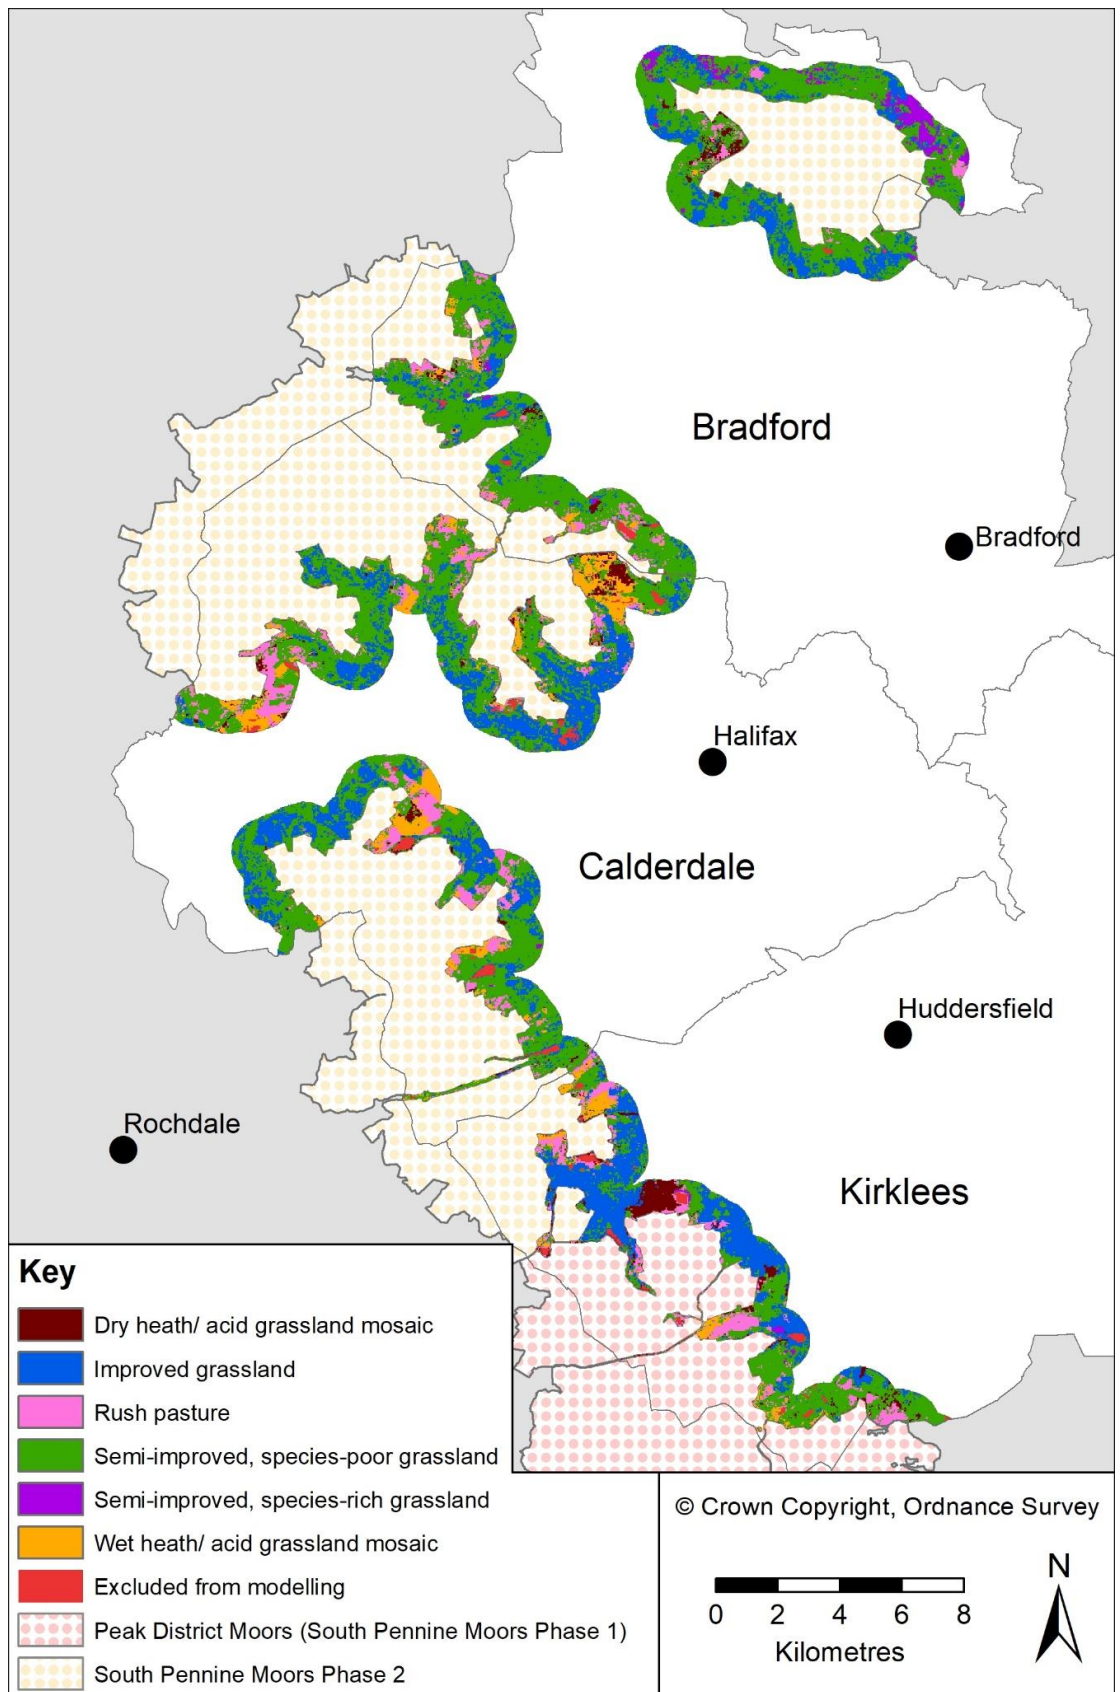 Bradford
Bradford
Halifax
Calderdale
Huddersfield
Rochdale
Kirklees
Key
Dry heath/ acid grassland mosaic
Improved grassland
Rush pasture
Semi-improved, species-poor grassland
Semi-improved, species-rich grassland
Wet heath/ acid grassland mosaic
Excluded from modelling
Peak District Moors (South Pennine Moors Phase 1)
South Pennine Moors Phase 2
© Crown Copyright, Ordnance Survey
N
0 2 4 6 8
Kilometres